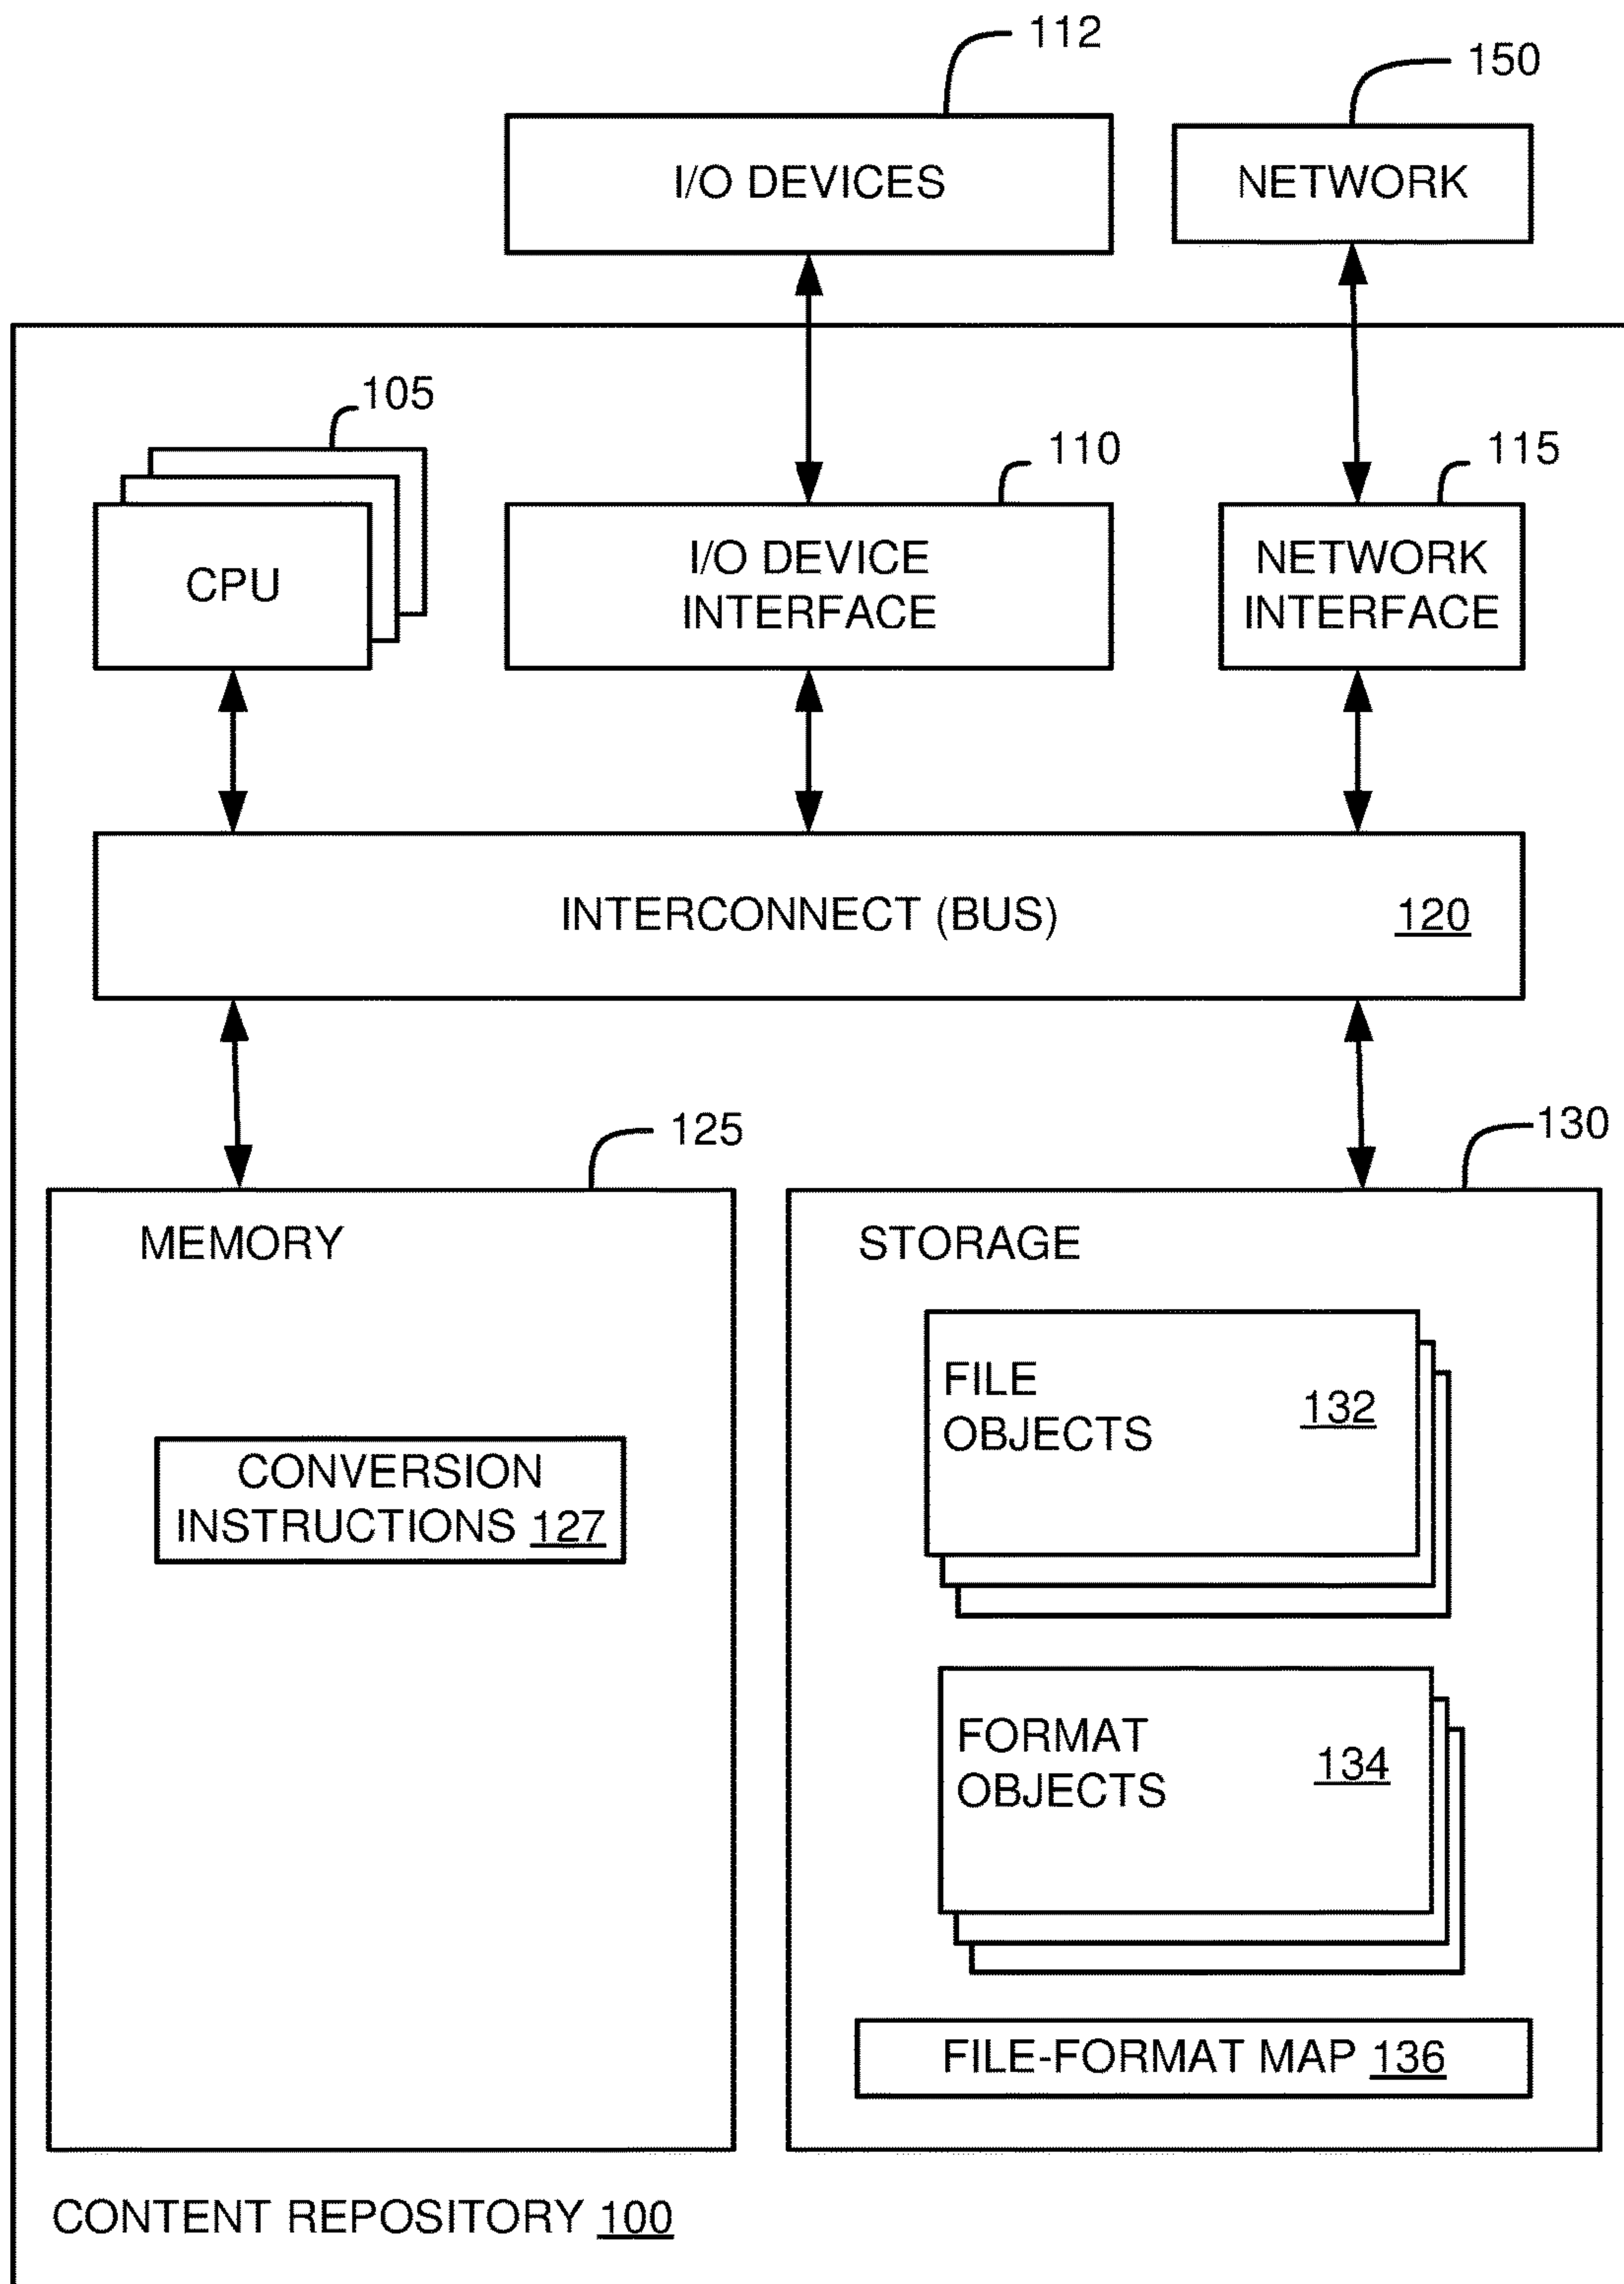 112
150
I/O DEVICES
NETWORK
105
110
115
CPU
I/O DEVICE
INTERFACE
NETWORK
INTERFACE
INTERCONNECT (BUS) 120
125
130
MEMORY
CONVERSION
INSTRUCTIONS 127
STORAGE
FILE
OBJECTS
132
FORMAT
OBJECTS
134
FILE-FORMAT MAP 136
CONTENT REPOSITORY 100